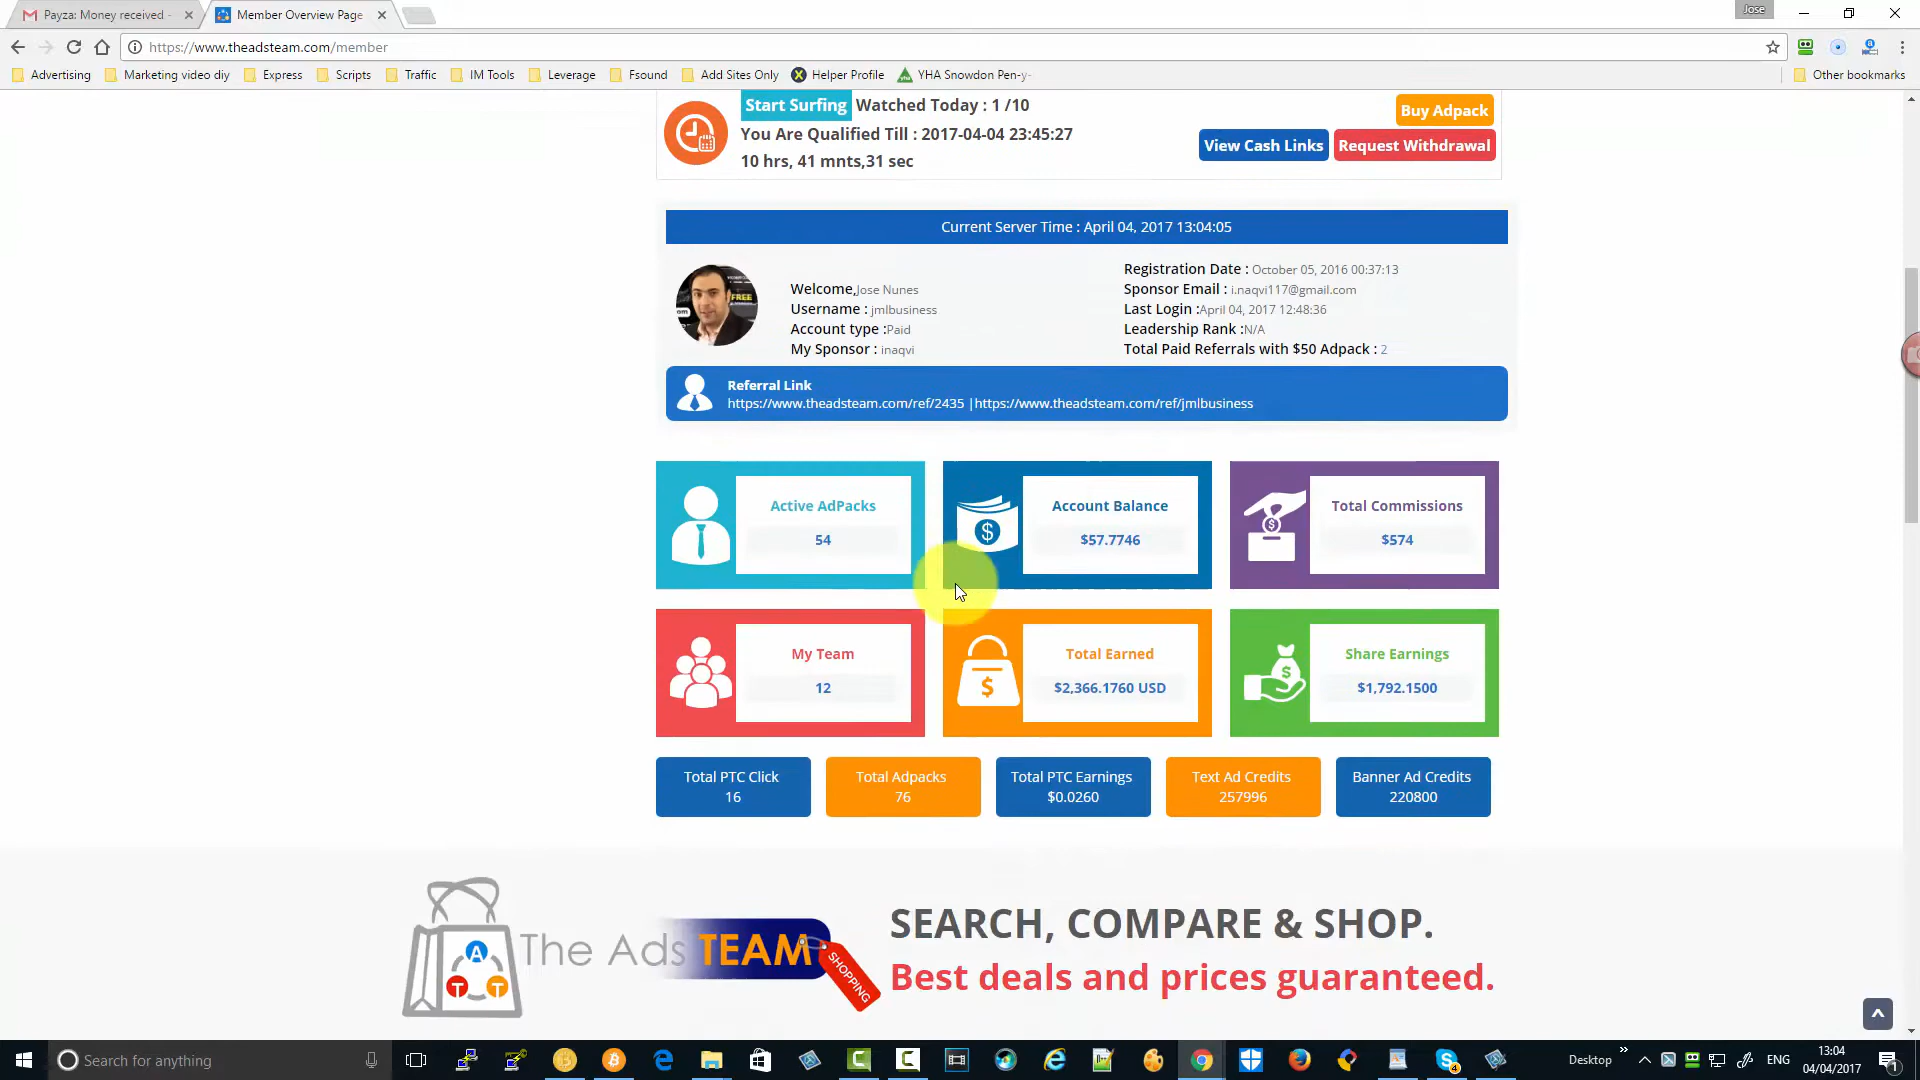 Payza: Money received -
Member Overview Page
Jose
https://www.theadsteam.com/member
Advertising
Marketing video diy
Express
Scripts
Traffic
IM Tools
Leverage
Fsound
Add Sites Only
Helper Profile
YHA Snowdon Pen-y-
Other bookmarks
Start Surfing Watched Today : 1 /10
You Are Qualified Till : 2017-04-04 23:45:27
10 hrs, 41 mnts,31 sec
Buy Adpack
View Cash Links
Request Withdrawal
Current Server Time : April 04, 2017 13:04:05
Welcome,Jose Nunes
Username : jmlbusiness
Account type :Paid
My Sponsor : inaqvi
Registration Date : October 05, 2016 00:37:13
Sponsor Email : i.naqvi117@gmail.com
Last Login :April 04, 2017 12:48:36
Leadership Rank :N/A
Total Paid Referrals with $50 Adpack : 2
FREE
Referral Link
https://www.theadsteam.com/ref/2435 |https://www.theadsteam.com/ref/jmlbusiness
Active AdPacks
54
Account Balance
$57.7746
Total Commissions
$574
My Team
12
Total Earned
$2,366.1760 USD
Share Earnings
$1,792.1500
Total PTC Click
16
Total Adpacks
76
Total PTC Earnings
$0.0260
Text Ad Credits
257996
Banner Ad Credits
220800
A
T T
The Ads TEAM
SHOPPING
SEARCH, COMPARE & SHOP.
Best deals and prices guaranteed.
Search for anything
Desktop
ENG
13:04
04/04/2017